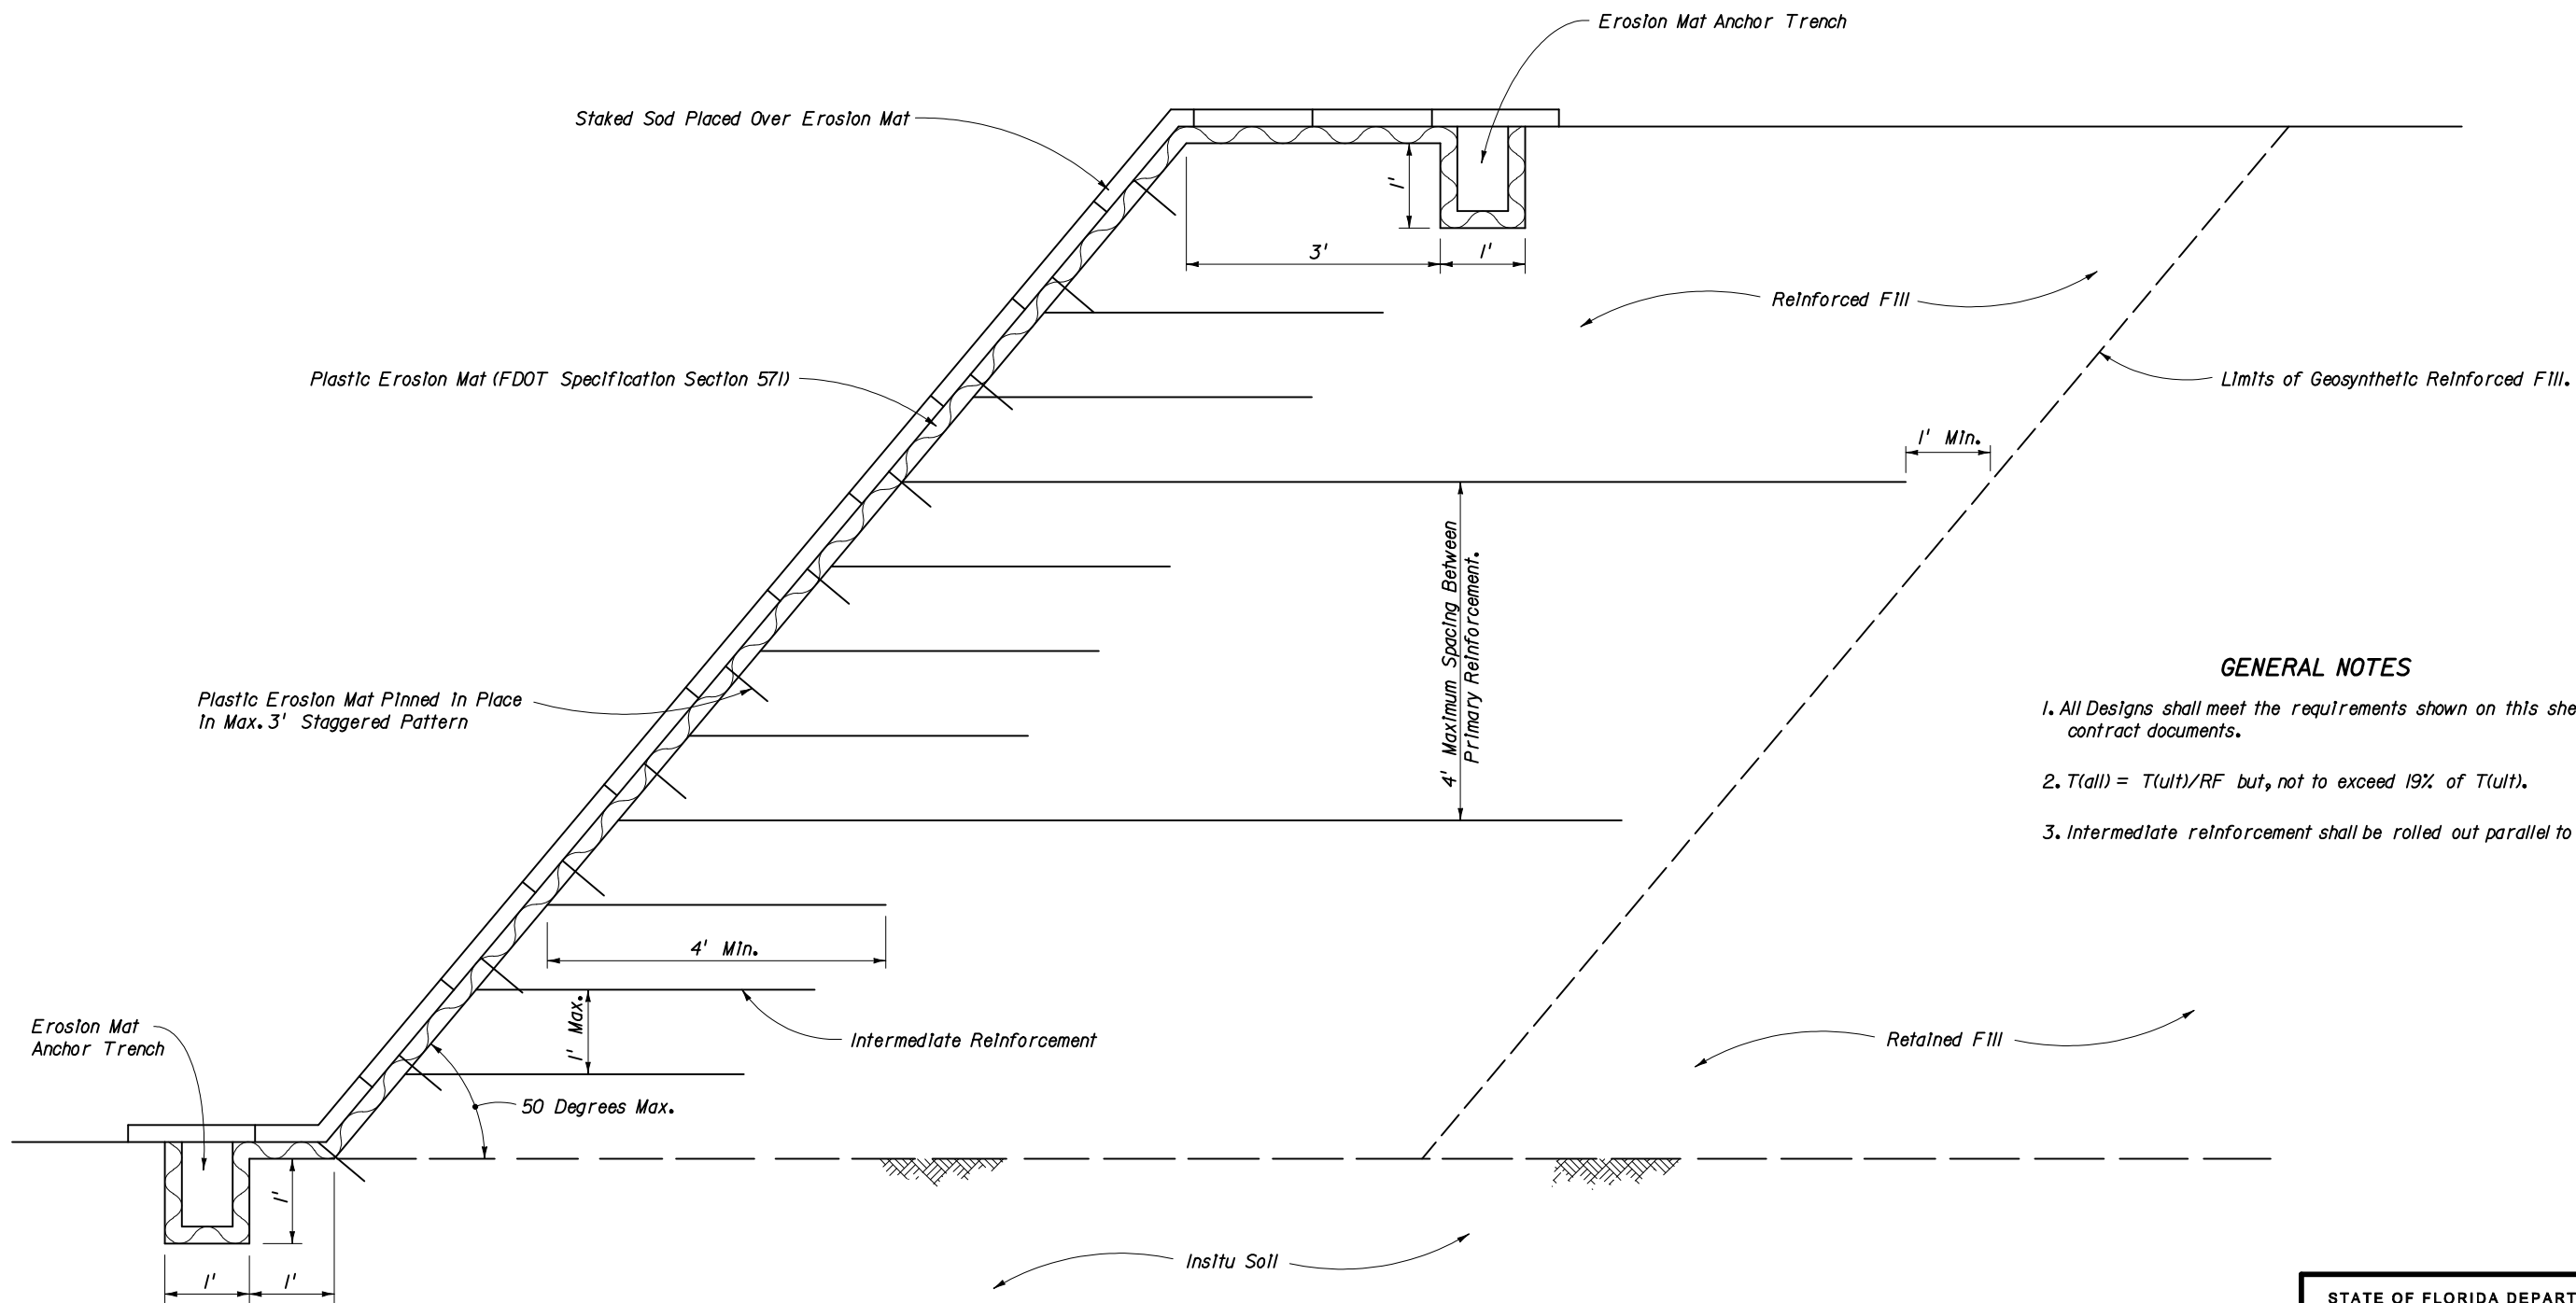 Erosion Mat Anchor Trench
Staked Sod Placed Over Erosion Mat
1'
3'
1'
Reinforced Fill
Plastic Erosion Mat (FDOT Specification Section 571)
Limits of Geosynthetic Reinforced Fill.
1' Min.
4' Maximum Spacing Between
Primary Reinforcement.
GENERAL NOTES
1. All Designs shall meet the requirements shown on this
contract documents.
2. T(all) = T(ult)/RF but, not to exceed 19% of T(ult).
3. Intermediate reinforcement shall be rolled out parallel to
Plastic Erosion Mat Pinned in Place
in Max. 3' Staggered Pattern
4' Min.
1' Max.
Intermediate Reinforcement
Erosion Mat
Anchor Trench
50 Degrees Max.
Retained Fill
1'
1'
1'
Insitu Soil
STATE OF FLORIDA